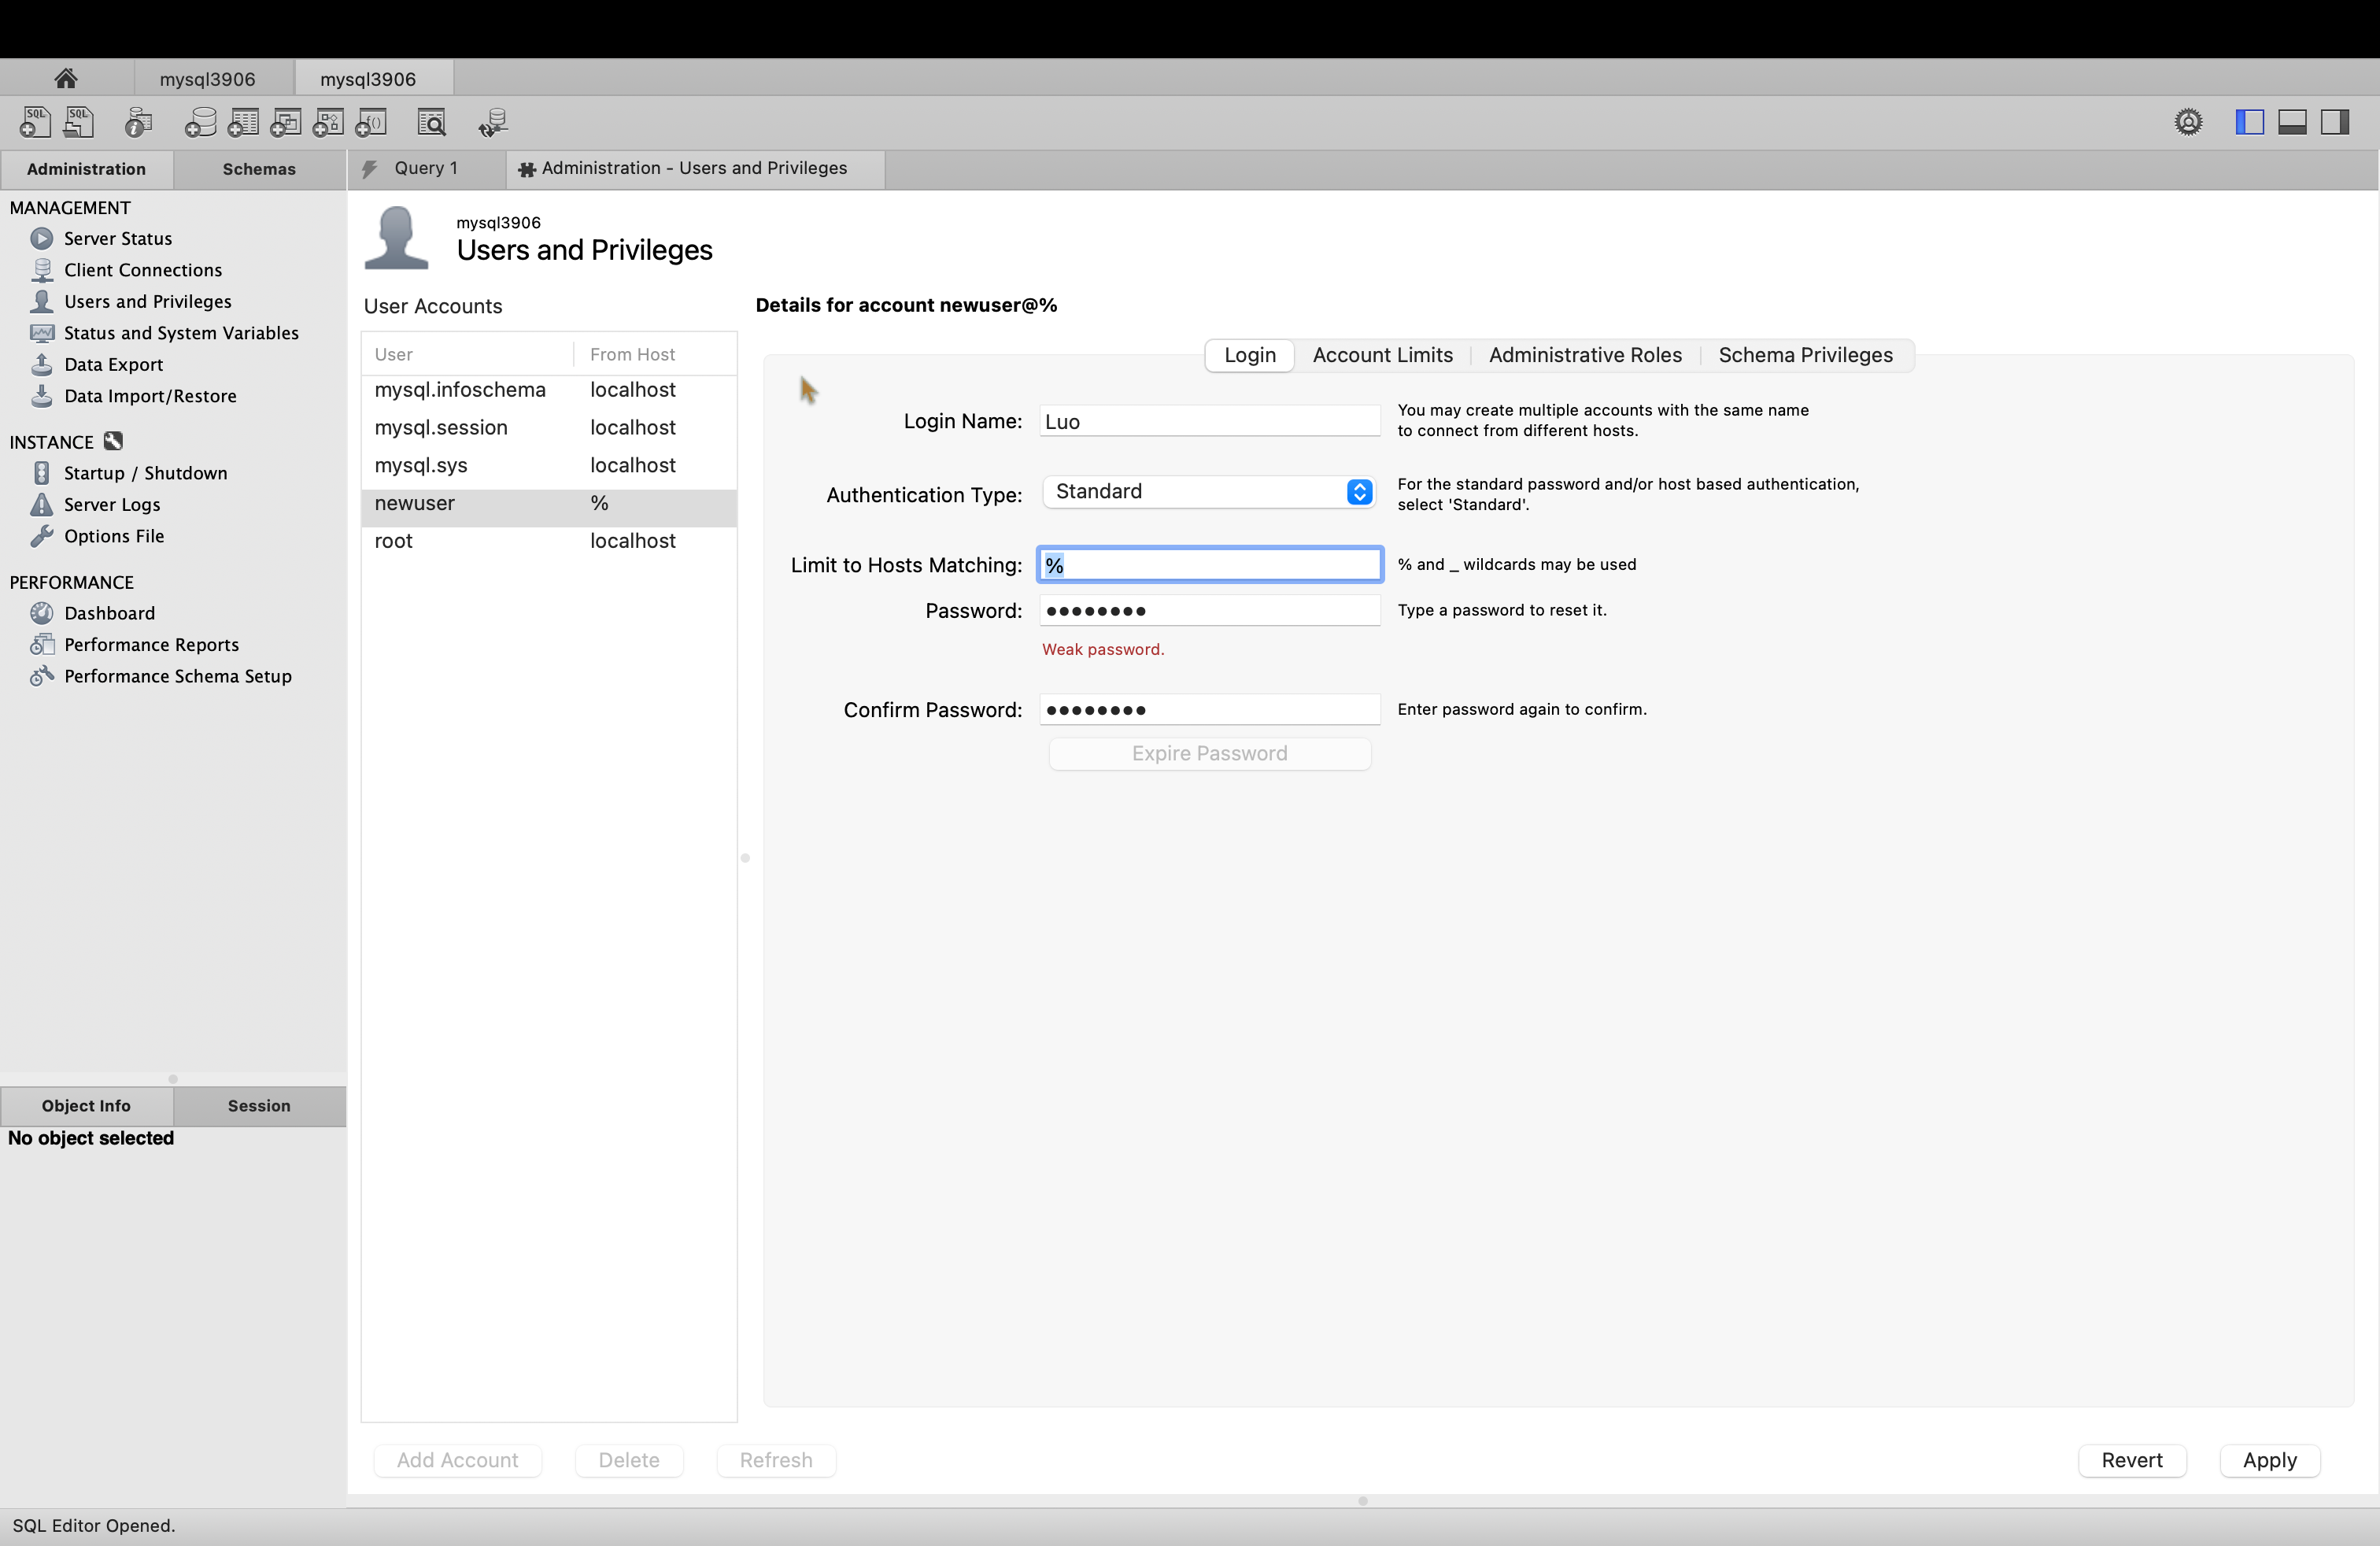 mysql3906
mysql3906
SQL
SQL
Administration
Schemas
Query 1
Administration - Users and Privileges
MANAGEMENT
Server Status
Client Connections
Users and Privileges
Status and System Variables
Data Export
Data Import/Restore
INSTANCE
Startup / Shutdown
Server Logs
Options File
PERFORMANCE
Dashboard
Performance Reports
Performance Schema Setup
Object Info
Session
No object selected
mysql3906
Users and Privileges
User Accounts
User From Host
mysql.infoschema localhost
mysql.session localhost
mysql.sys localhost
newuser %
root localhost
Details for account newuser@%
Login
Account Limits
Administrative Roles
Schema Privileges
Login Name: Luo
You may create multiple accounts with the same name
to connect from different hosts.
Authentication Type: Standard
For the standard password and/or host based authentication,
select 'Standard'.
Limit to Hosts Matching: %
% and _ wildcards may be used
Password: ●●●●●●●●
Type a password to reset it.
Weak password.
Confirm Password: ●●●●●●●●
Enter password again to confirm.
Expire Password
Add Account
Delete
Refresh
Revert
Apply
SQL Editor Opened.